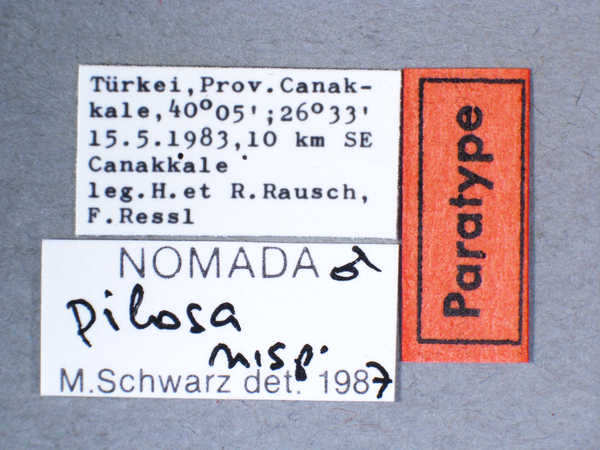 Türkei,Prov.Canak-
kale,40°05';26°33'
15.5.1983,10 km SE
Canakkale
leg.H.et R.Rausch,
F.Ressl
Paratype
NOMADA ♂
pilosa
n.sp.
M.Schwarz det. 1987